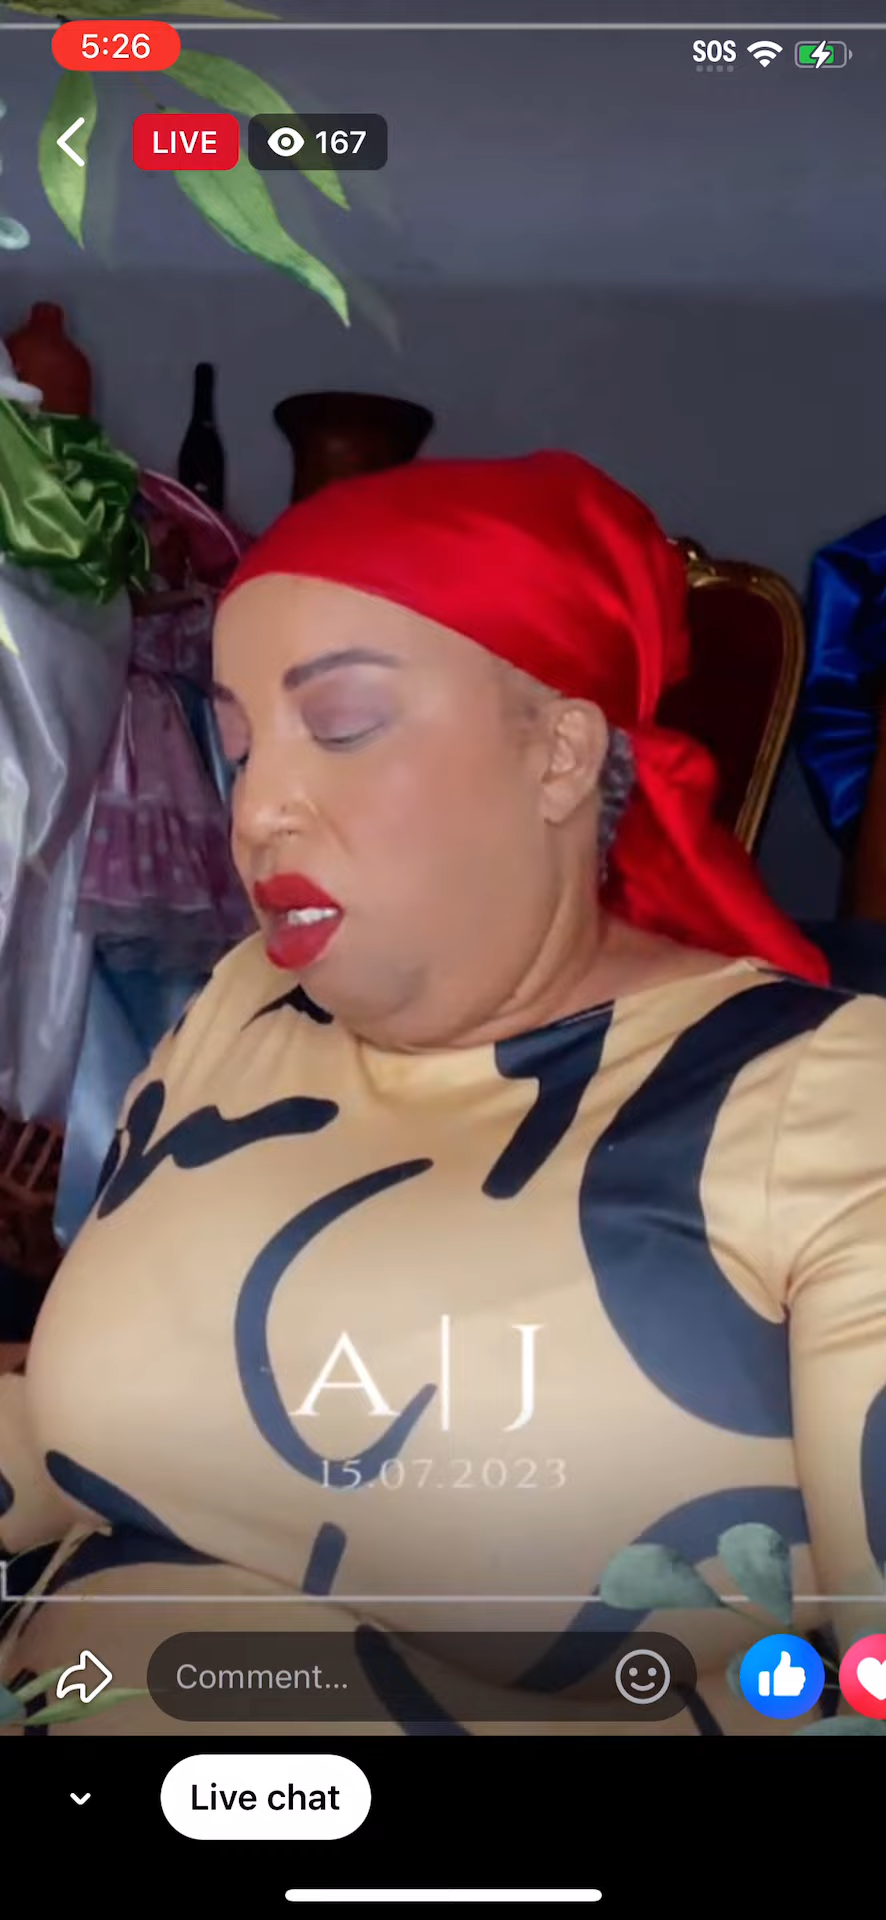 5:26
SOS
LIVE 167
A | J
15.07.2023
Comment...
Live chat